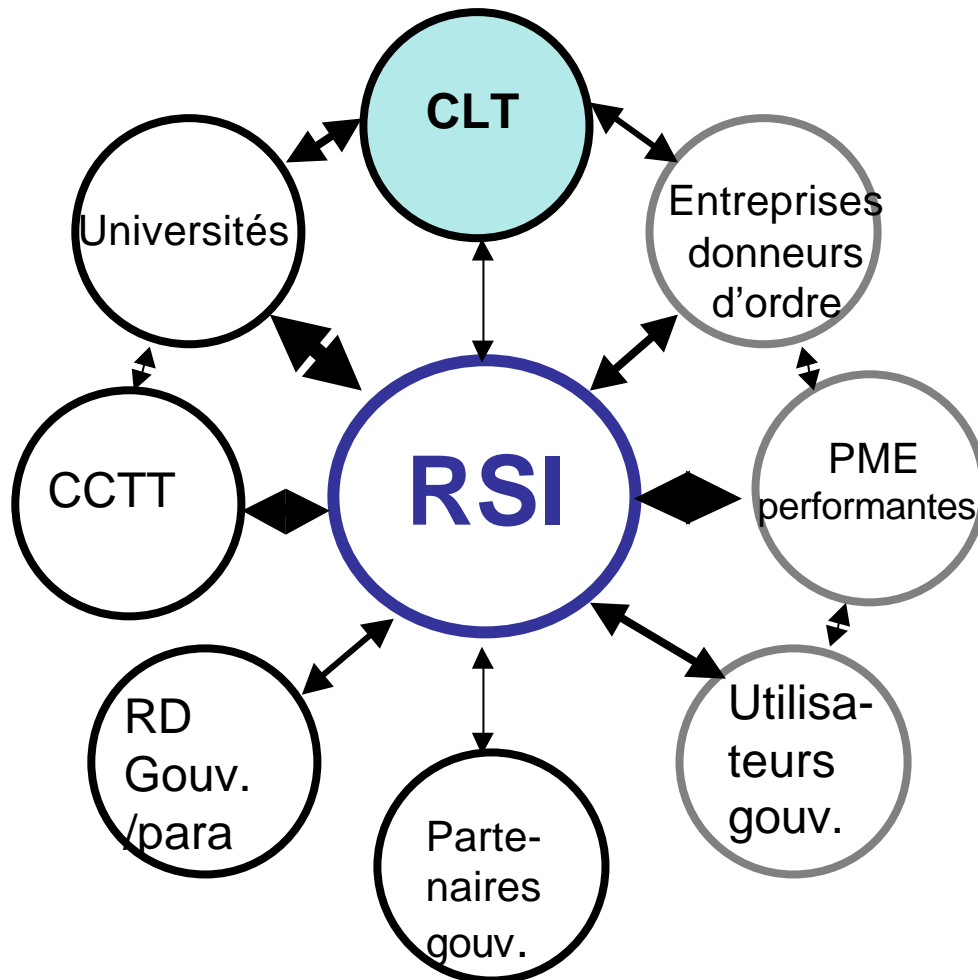 CLT
Universités
Entreprises
donneurs
d’ordre
CCTT
RSI
PME
performantes
RD
Gouv.
/para
Parte-
naires
gouv.
Utilisa-
teurs
gouv.